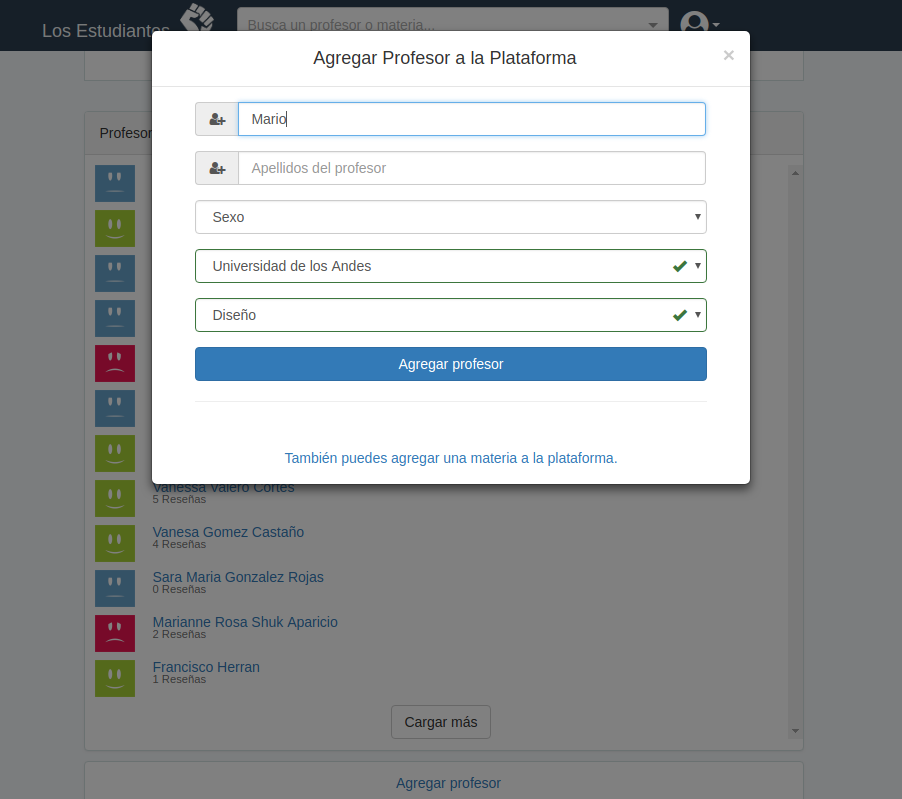 Los Estudiantes
Busca un profesor o materia...
Agregar Profesor a la Plataforma
×
Profesor
Mario
Apellidos del profesor
Sexo
Universidad de los Andes
Diseño
Agregar profesor
También puedes agregar una materia a la plataforma.
Vanessa Valero Cortes
5 Reseñas
Vanesa Gomez Castaño
4 Reseñas
Sara Maria Gonzalez Rojas
0 Reseñas
Marianne Rosa Shuk Aparicio
2 Reseñas
Francisco Herran
1 Reseñas
Cargar más
Agregar profesor